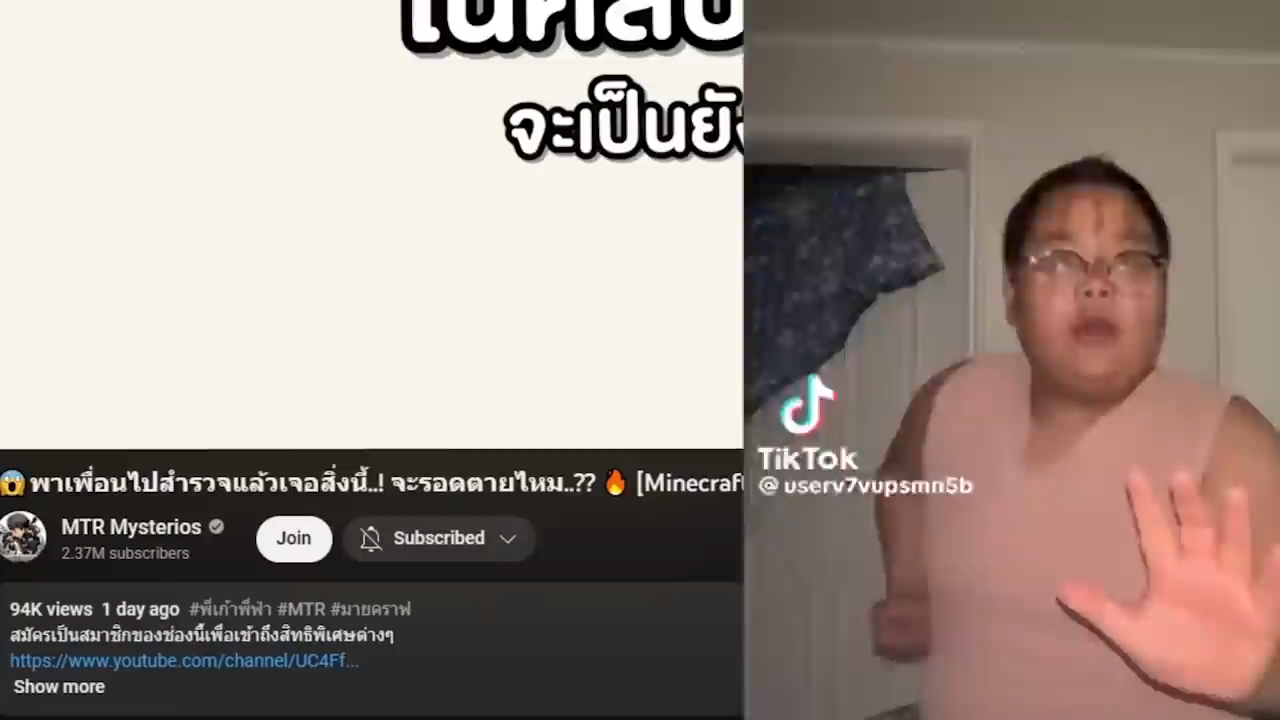 จะเป็นยัง
😱 พาเพื่อนไปสำรวจแล้วเจอสิ่งนี้..! จะรอดตายไหม..?? 🔥 [Minecraft
MTR Mysterios
2.37M subscribers
Join
Subscribed
94K views 1 day ago #พี่เก้าพี่ฟ่า #MTR #มายคราฟ
สมัครเป็นสมาชิกของช่องนี้เพื่อเข้าถึงสิทธิพิเศษต่างๆ
https://www.youtube.com/channel/UC4Ff...
Show more
TikTok
@userv7vupsmn5b